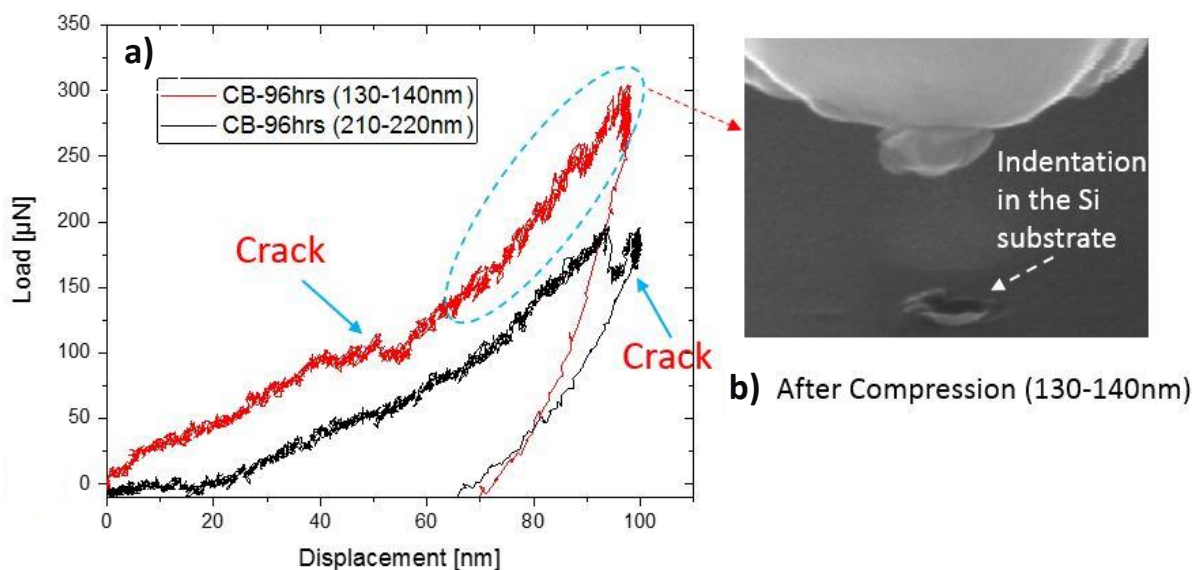 a)
CB-96hrs (130-140nm)
CB-96hrs (210-220nm)
Crack
Crack
Load [µN]
350
300
250
200
150
100
50
0
0 20 40 60 80 100
Displacement [nm]
Indentation
in the Si
substrate
b) After Compression (130-140nm)